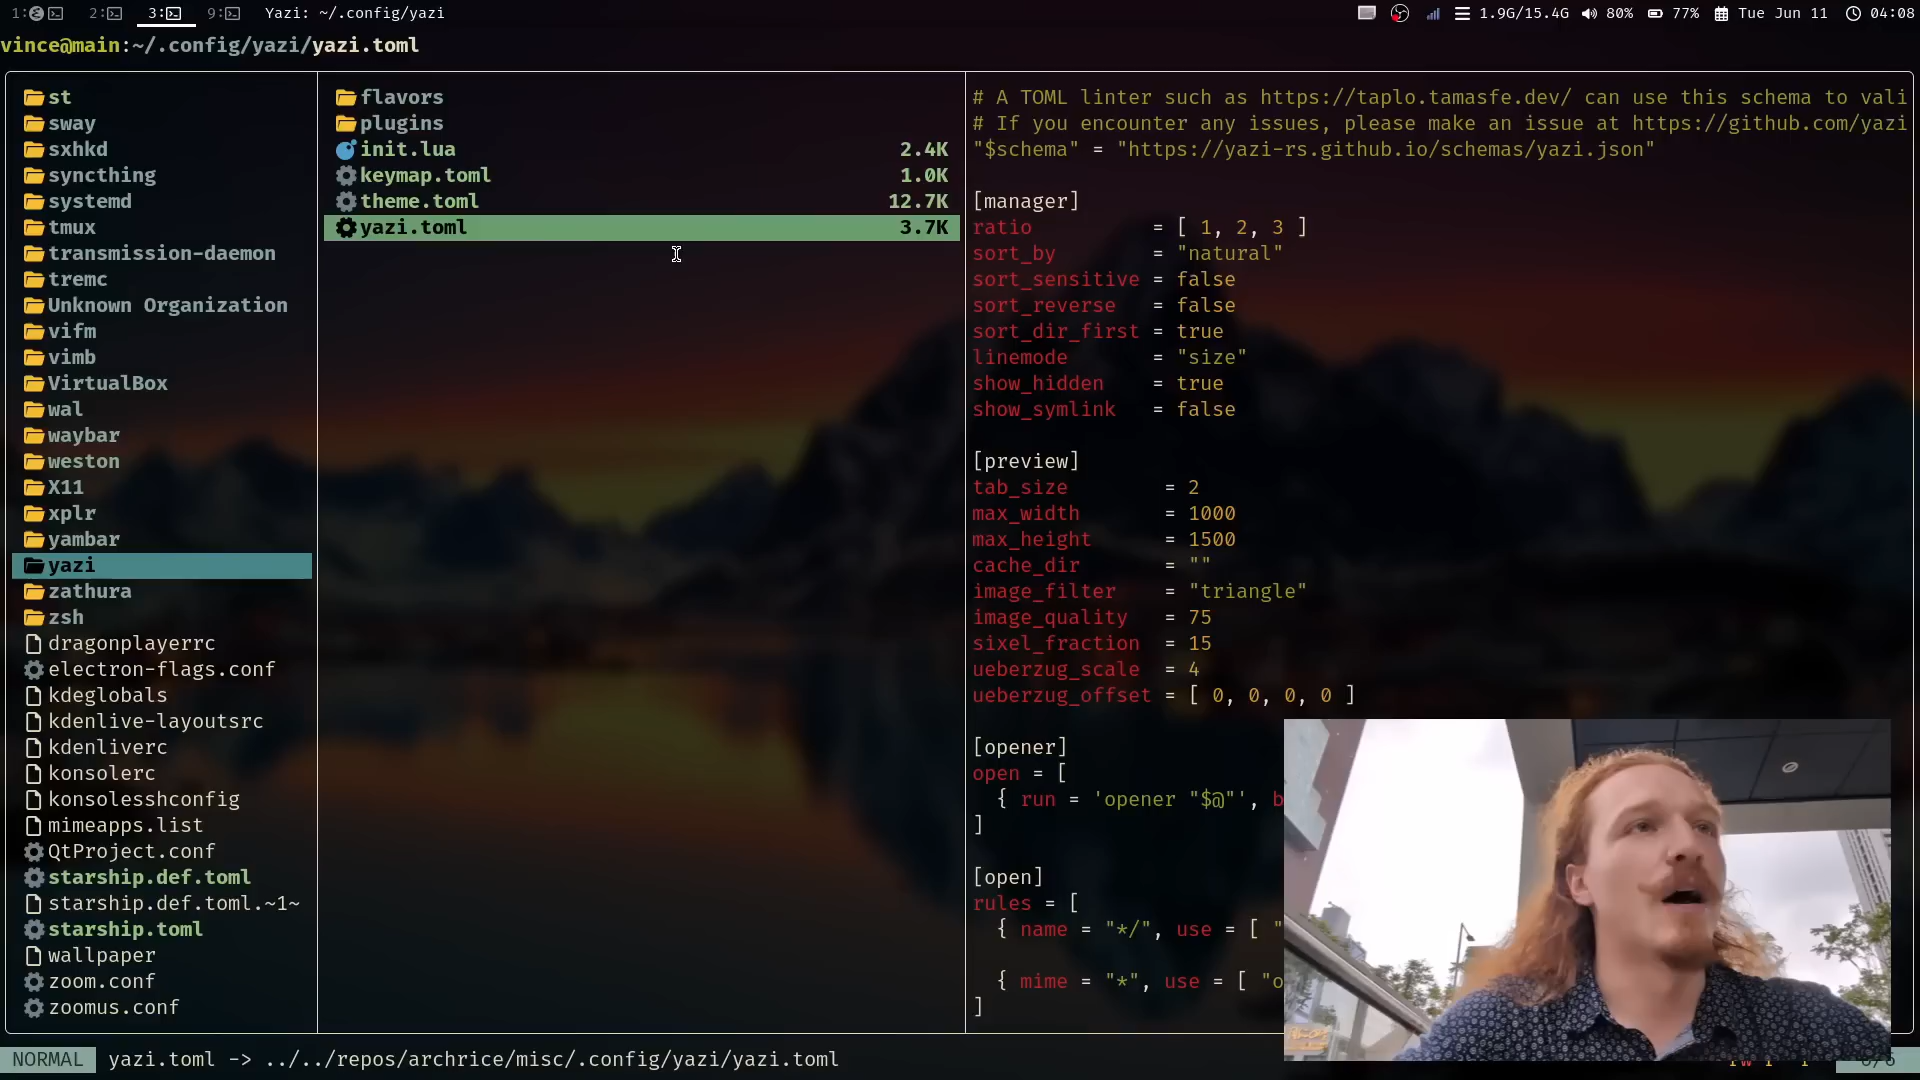 1: 2: 3: 9: Yazi: ~/.config/yazi 1.9G/15.4G 80% 77% Tue Jun 11 04:08
vince@main:~/.config/yazi/yazi.toml
st
sway
sxhkd
syncthing
systemd
tmux
transmission-daemon
tremc
Unknown Organization
vifm
vimb
VirtualBox
wal
waybar
weston
X11
xplr
yambar
yazi
zathura
zsh
dragonplayerrc
electron-flags.conf
kdeglobals
kdenlive-layoutsrc
kdenliverc
konsolerc
konsolesshconfig
mimeapps.list
QtProject.conf
starship.def.toml
starship.def.toml.~1~
starship.toml
wallpaper
zoom.conf
zoomus.conf
flavors
plugins
init.lua 2.4K
keymap.toml 1.0K
theme.toml 12.7K
yazi.toml 3.7K
# A TOML linter such as https://taplo.tamasfe.dev/ can use this schema to vali
# If you encounter any issues, please make an issue at https://github.com/yazi
"$schema" = "https://yazi-rs.github.io/schemas/yazi.json"
[manager]
ratio = [ 1, 2, 3 ]
sort_by = "natural"
sort_sensitive = false
sort_reverse = false
sort_dir_first = true
linemode = "size"
show_hidden = true
show_symlink = false
[preview]
tab_size = 2
max_width = 1000
max_height = 1500
cache_dir = ""
image_filter = "triangle"
image_quality = 75
sixel_fraction = 15
ueberzug_scale = 4
ueberzug_offset = [ 0, 0, 0, 0 ]
[opener]
open = [
{ run = 'opener "$@"', b
]
[open]
rules = [
{ name = "*/", use = [ "
{ mime = "*", use = [ "o
]
NORMAL yazi.toml -> ../../repos/archrice/misc/.config/yazi/yazi.toml